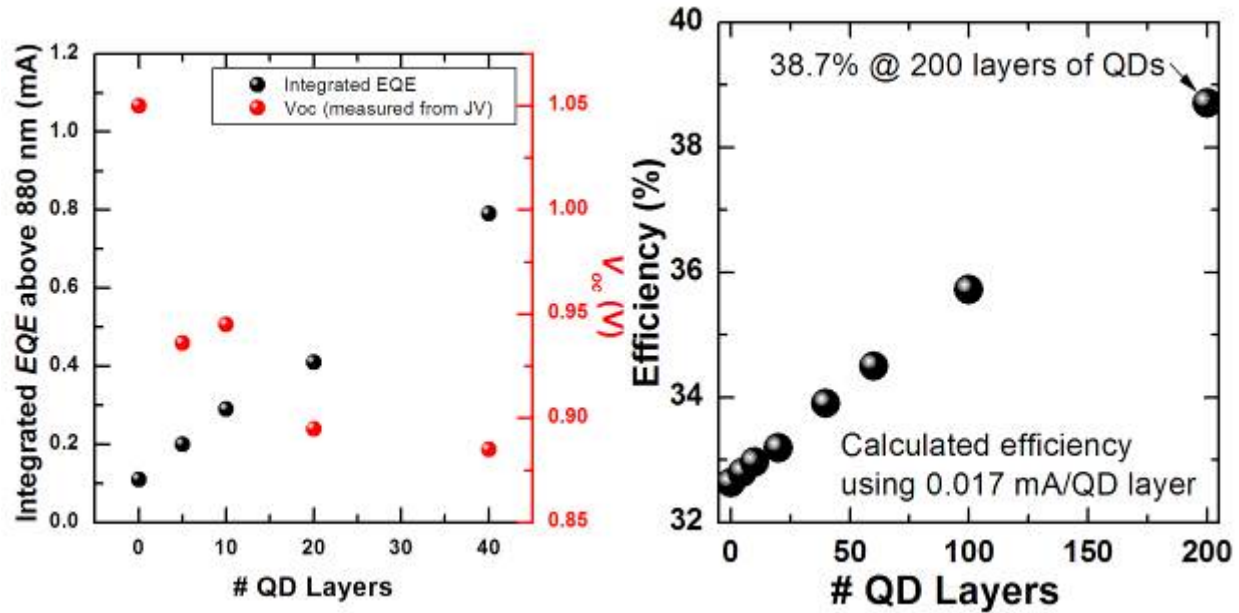 Integrated EQE above 880 nm (mA)
1.2
1.0
0.8
0.6
0.4
0.2
0.0
Integrated EQE
Voc (measured from JV)
1.05
1.00
0.95
0.90
0.85
Voc (V)
0
5
10
20
30
40
# QD Layers
Efficiency (%)
40
38
36
34
32
38.7% @ 200 layers of QDs
Calculated efficiency
using 0.017 mA/QD layer
0
50
100
150
200
# QD Layers